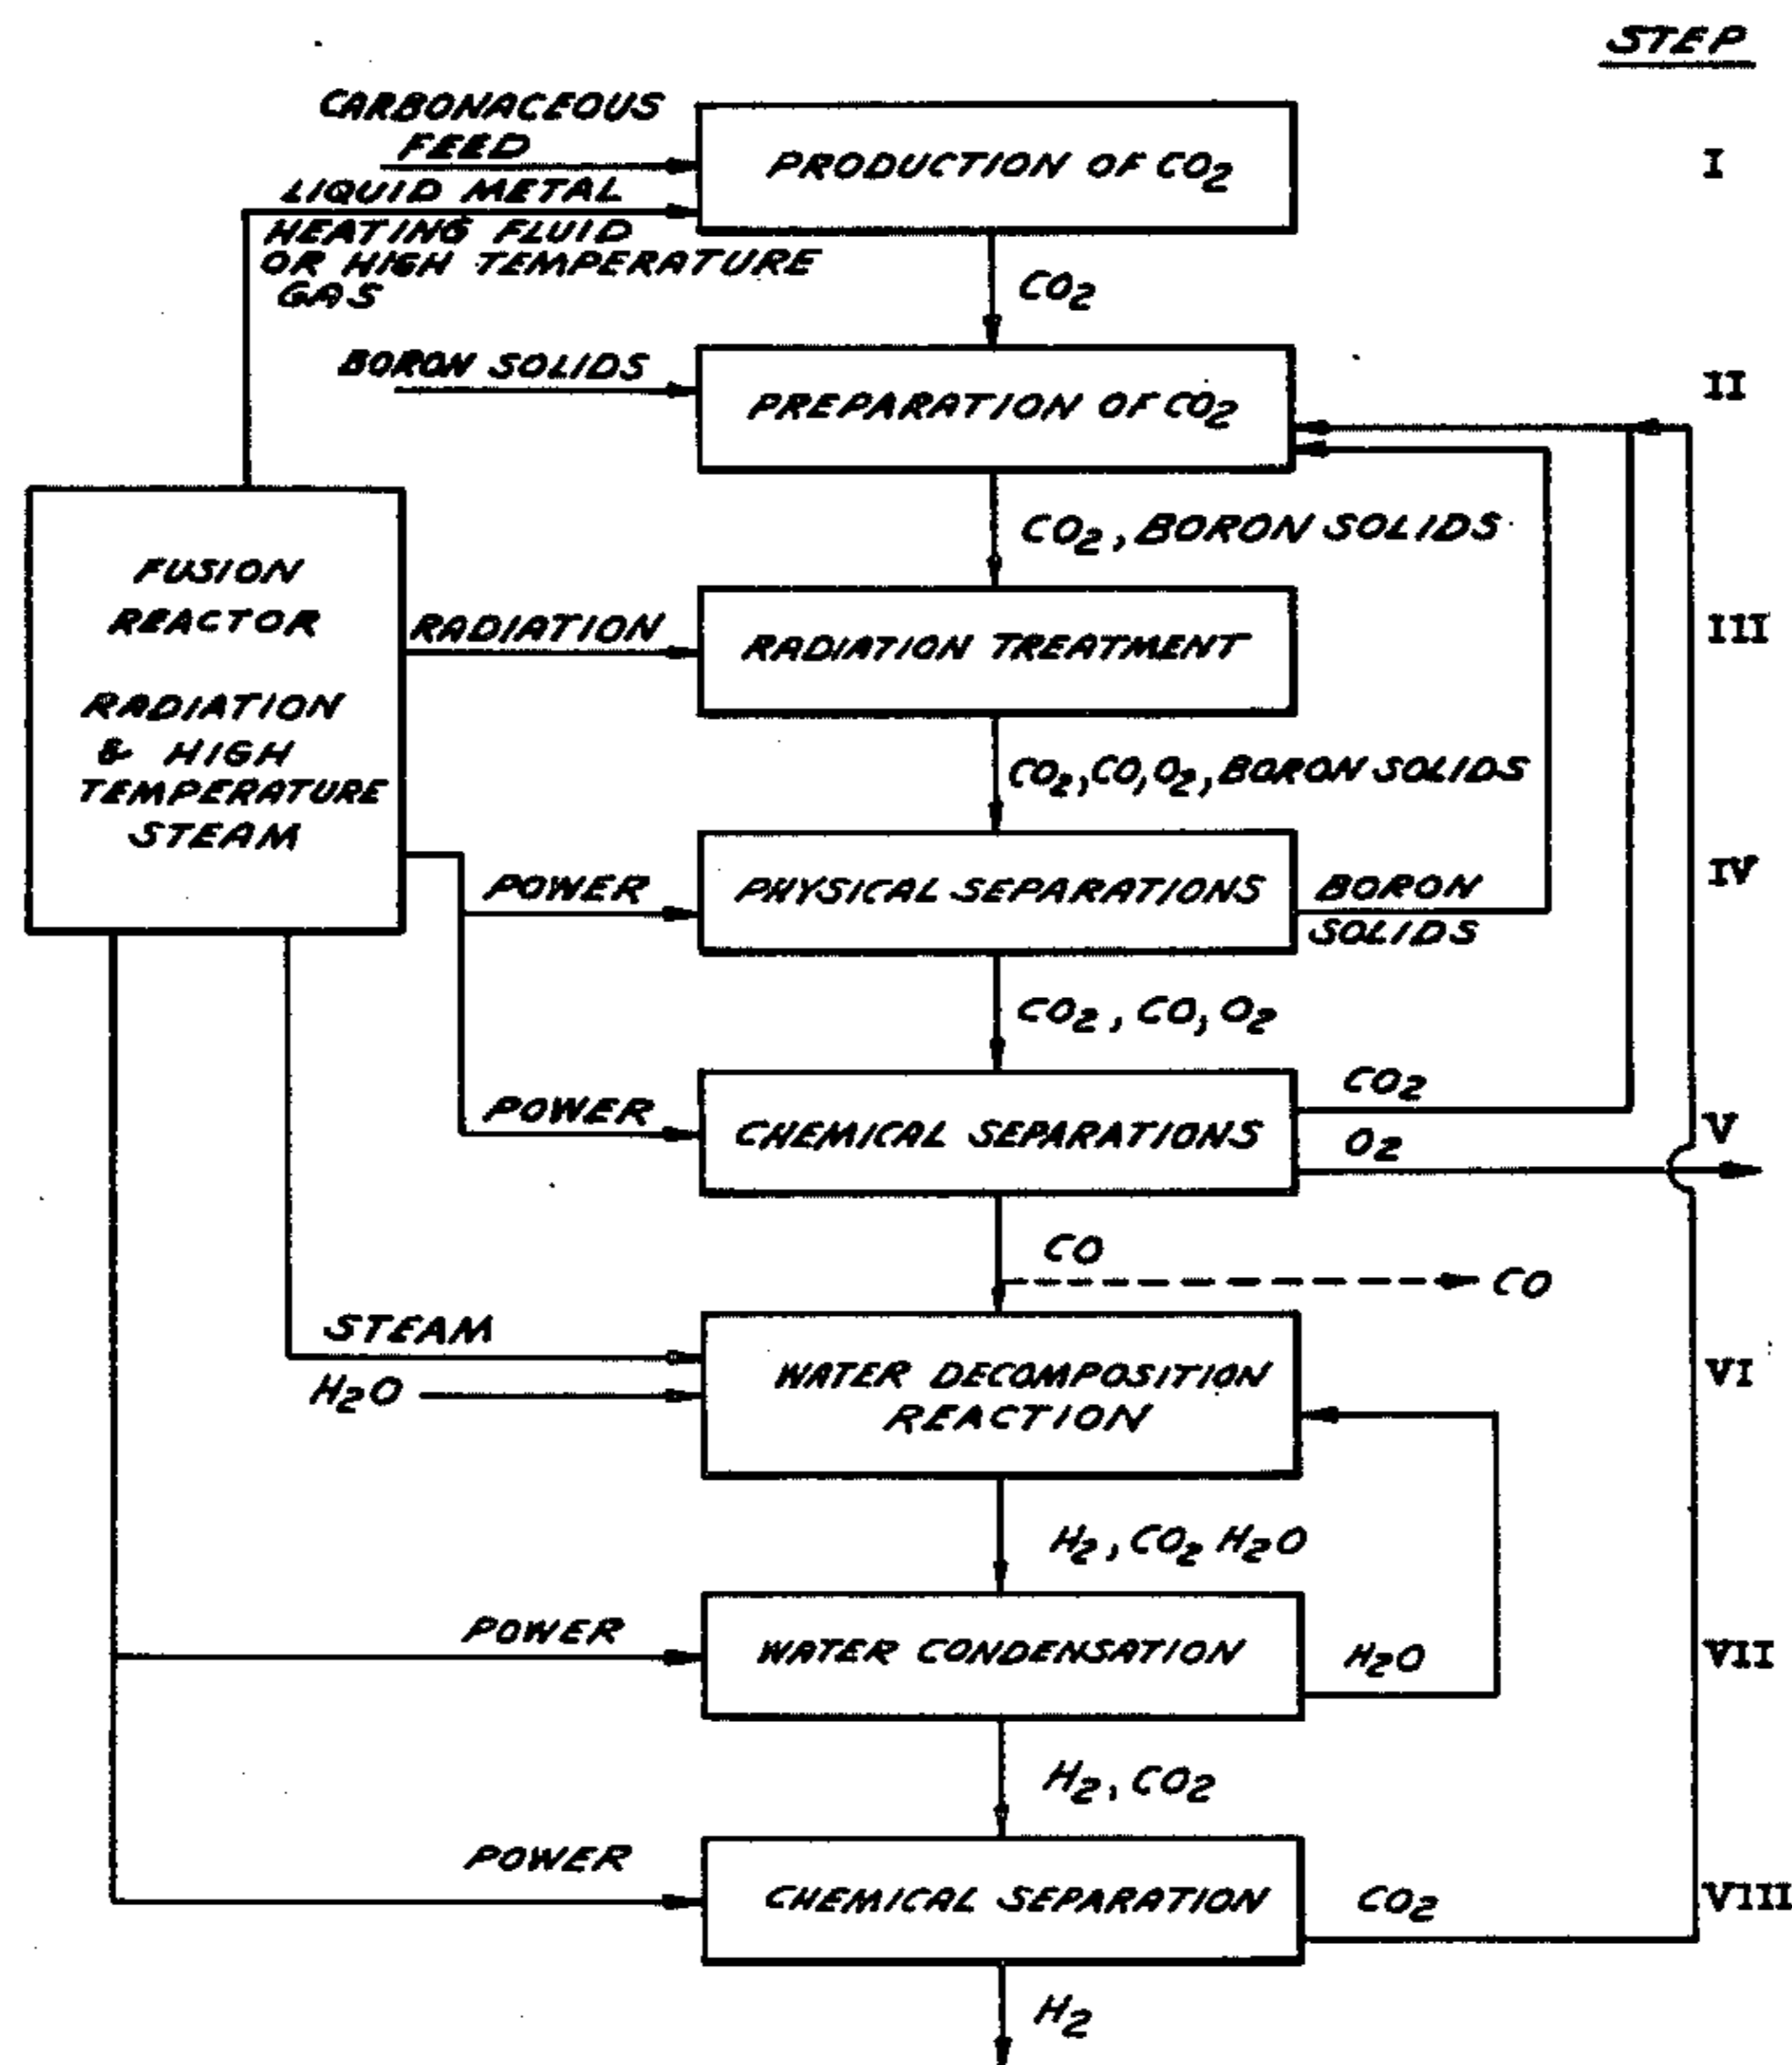 STEP
CARBONACEOUS
FEED
PRODUCTION OF CO2
I
LIQUID METAL
HEATING FLUID
OR HIGH TEMPERATURE
GAS
CO2
BORON SOLIDS
PREPARATION OF CO2
II
CO2, BORON SOLIDS
FUSION
REACTOR
RADIATION
& HIGH
TEMPERATURE
STEAM
RADIATION
RADIATION TREATMENT
III
CO2, CO, O2, BORON SOLIDS
POWER
PHYSICAL SEPARATIONS
BORON
SOLIDS
IV
CO2, CO, O2
POWER
CHEMICAL SEPARATIONS
CO2
O2
V
CO
CO
STEAM
H2O
WATER DECOMPOSITION
REACTION
VI
H2, CO2 H2O
POWER
WATER CONDENSATION
H2O
VII
H2, CO2
POWER
CHEMICAL SEPARATION
CO2
VIII
H2